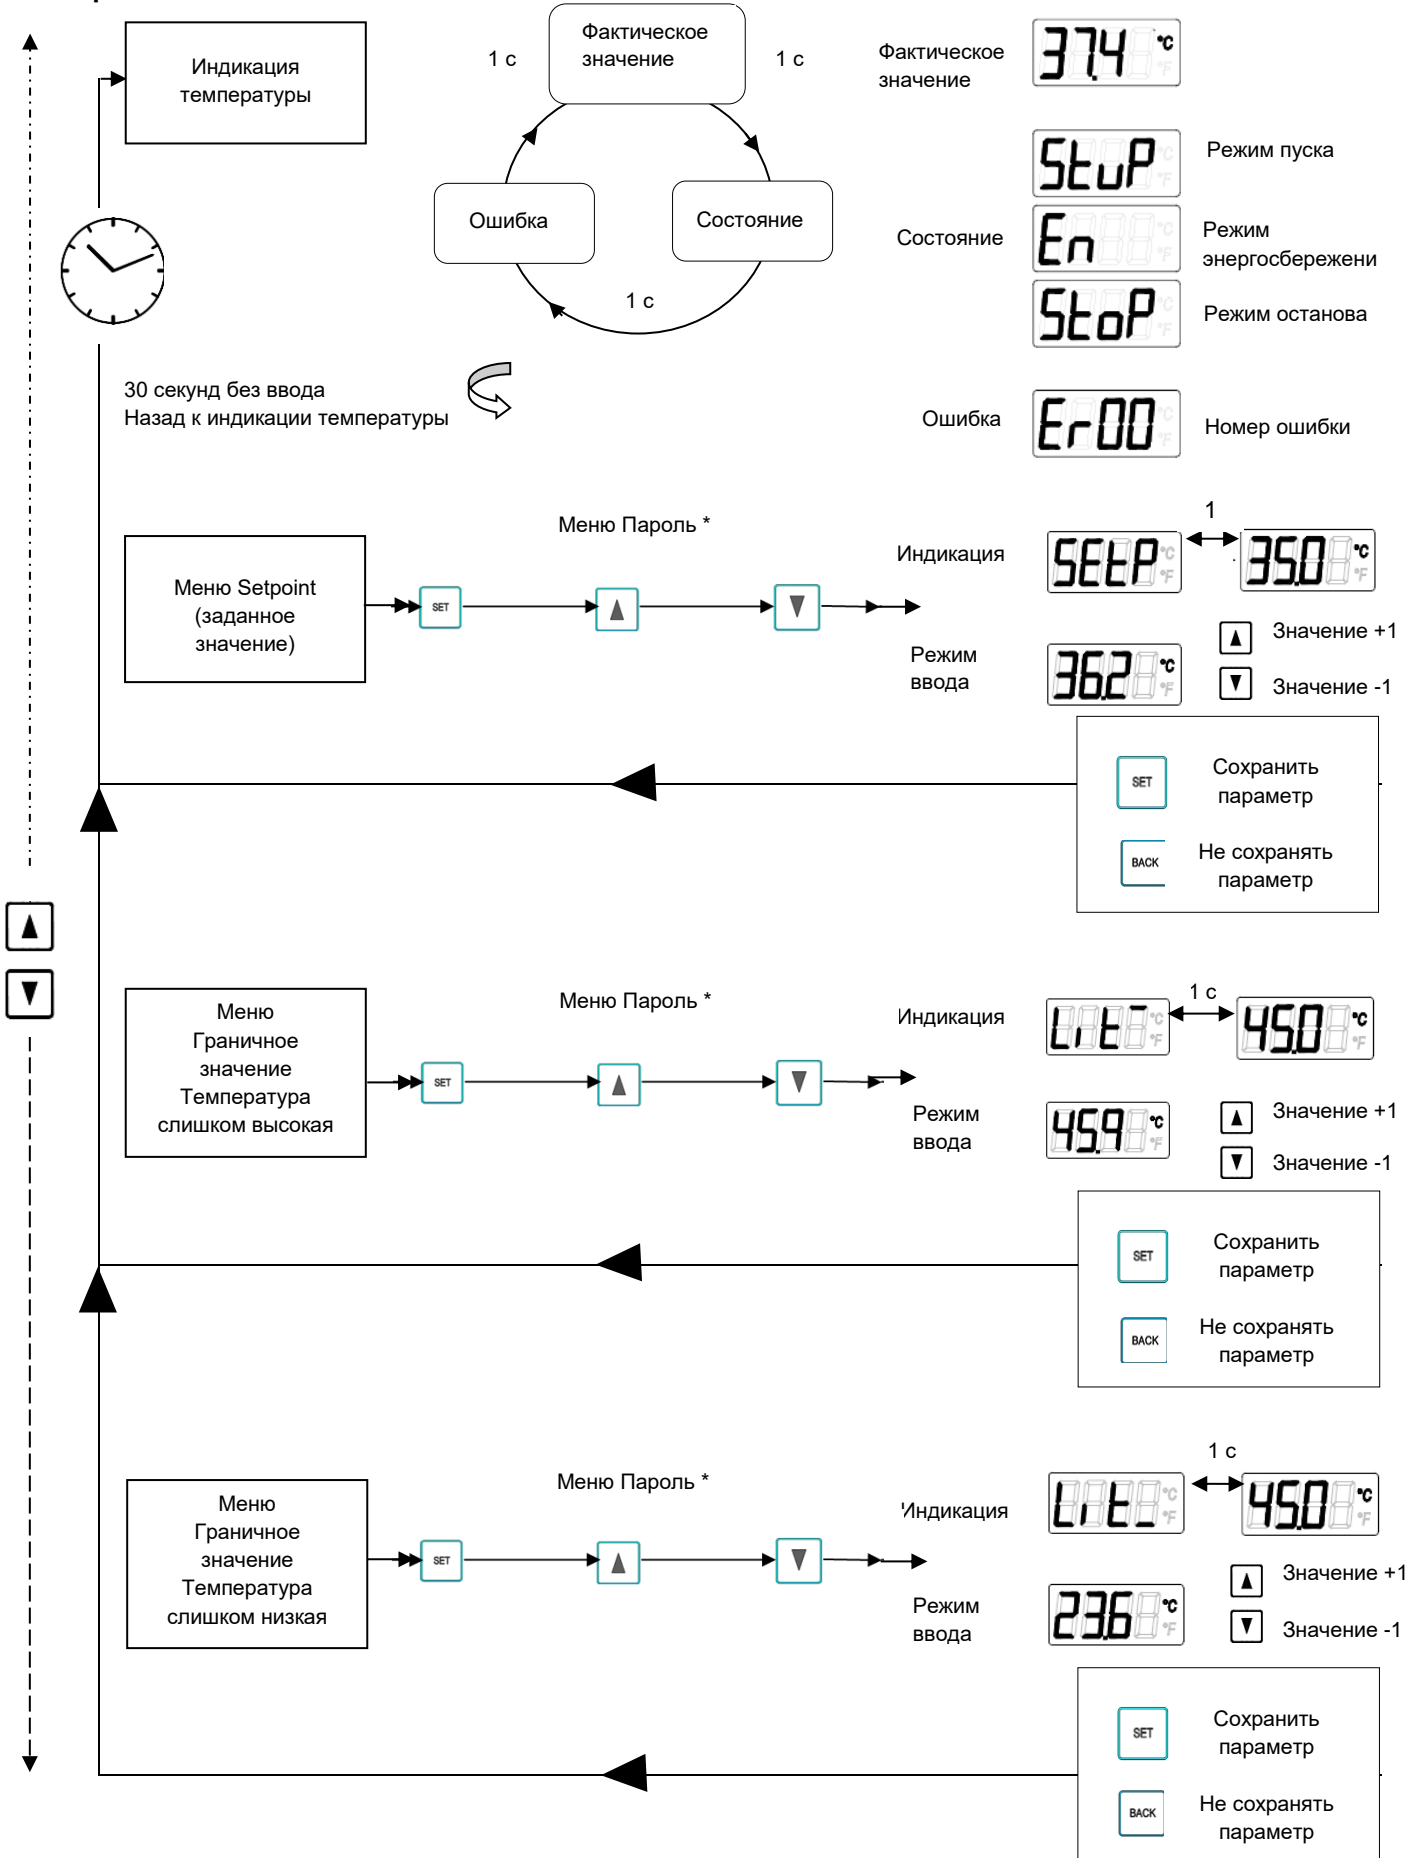 Индикация
температуры
1 с
Фактическое
значение
1 с
Ошибка
Состояние
1 с
Фактическое
значение
37.4 °C °F
StuP °C °F
Режим пуска
Состояние
En °C °F
Режим
энергосбережени
StoP °C °F
Режим останова
30 секунд без ввода
Назад к индикации температуры
Ошибка
Er00 °C °F
Номер ошибки
Меню Setpoint
(заданное
значение)
Меню Пароль *
SET
Индикация
SEtP °C °F
1
35.0 °C °F
Режим
ввода
36.2 °C °F
Значение +1
Значение -1
SET
Сохранить
параметр
BACK
Не сохранять
параметр
Меню
Граничное
значение
Температура
слишком высокая
Меню Пароль *
SET
Индикация
Lit¯ °C °F
1 с
45.0 °C °F
Режим
ввода
45.9 °C °F
Значение +1
Значение -1
SET
Сохранить
параметр
BACK
Не сохранять
параметр
Меню
Граничное
значение
Температура
слишком низкая
Меню Пароль *
SET
Индикация
Lit_ °C °F
1 с
45.0 °C °F
Режим
ввода
23.6 °C °F
Значение +1
Значение -1
SET
Сохранить
параметр
BACK
Не сохранять
параметр